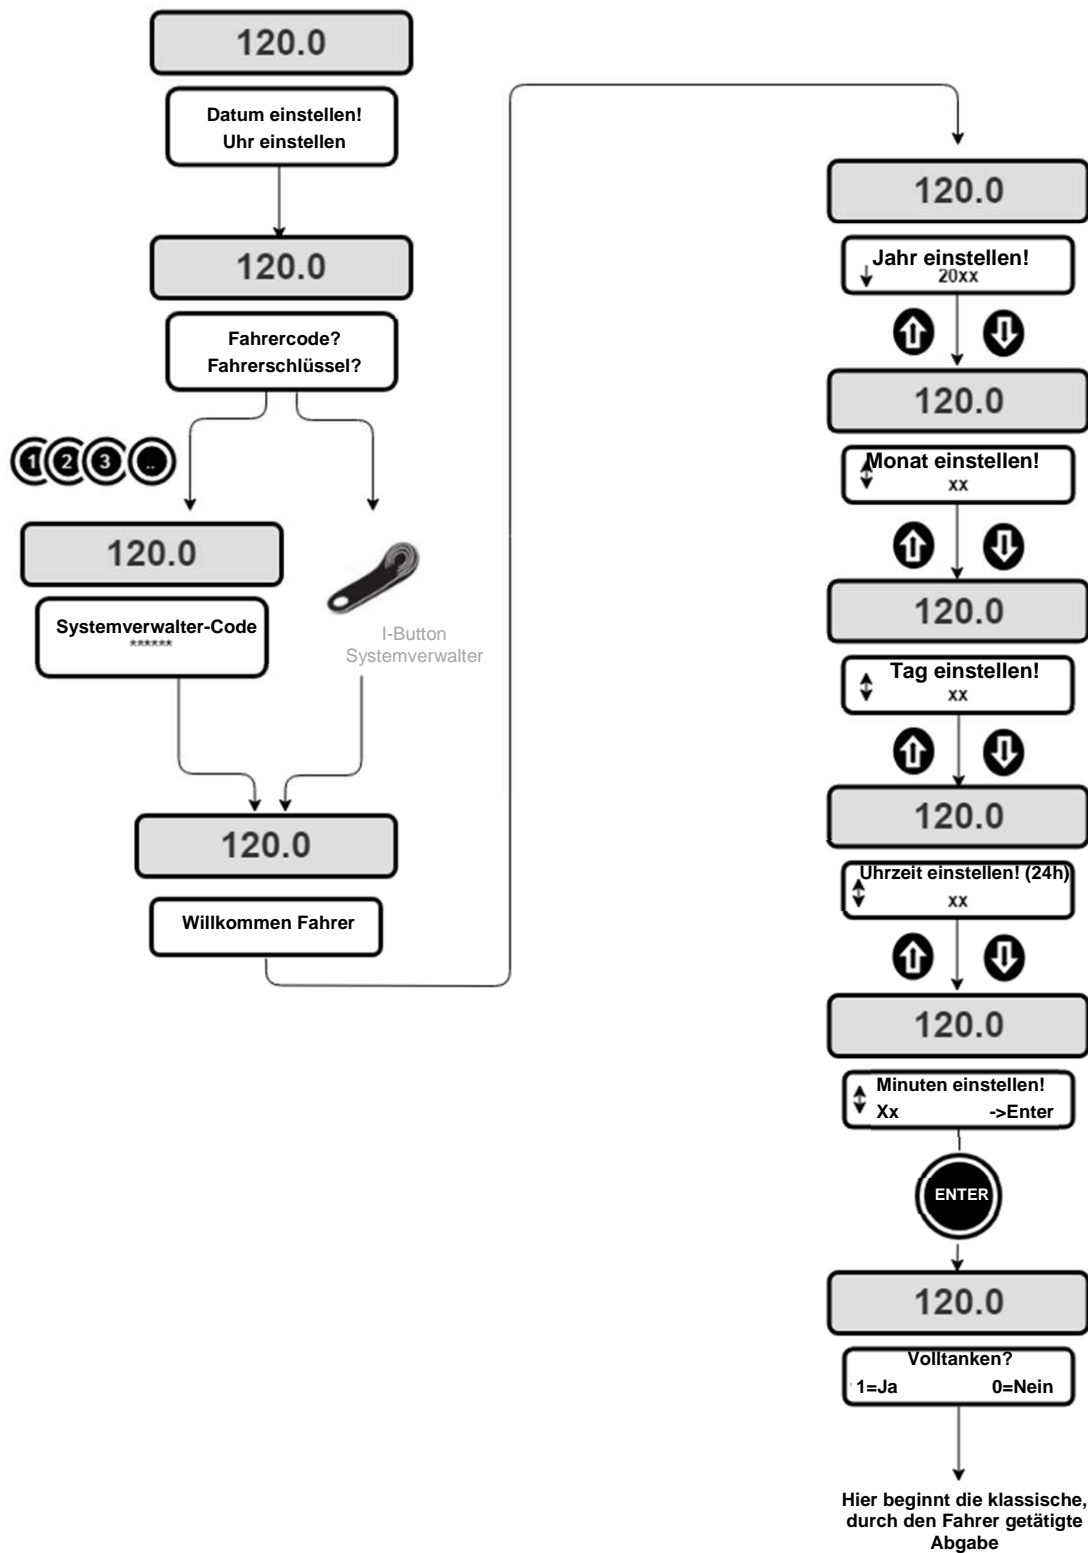 120.0
Datum einstellen!
Uhr einstellen
120.0
Fahrercode?
Fahrerschlüssel?
1 2 3 ..
120.0
Systemverwalter-Code
******
I-Button
Systemverwalter
120.0
Willkommen Fahrer
120.0
Jahr einstellen!
20xx
120.0
Monat einstellen!
xx
120.0
Tag einstellen!
xx
120.0
Uhrzeit einstellen! (24h)
xx
120.0
Minuten einstellen!
Xx ->Enter
ENTER
120.0
Volltanken?
1=Ja 0=Nein
Hier beginnt die klassische,
durch den Fahrer getätigte
Abgabe